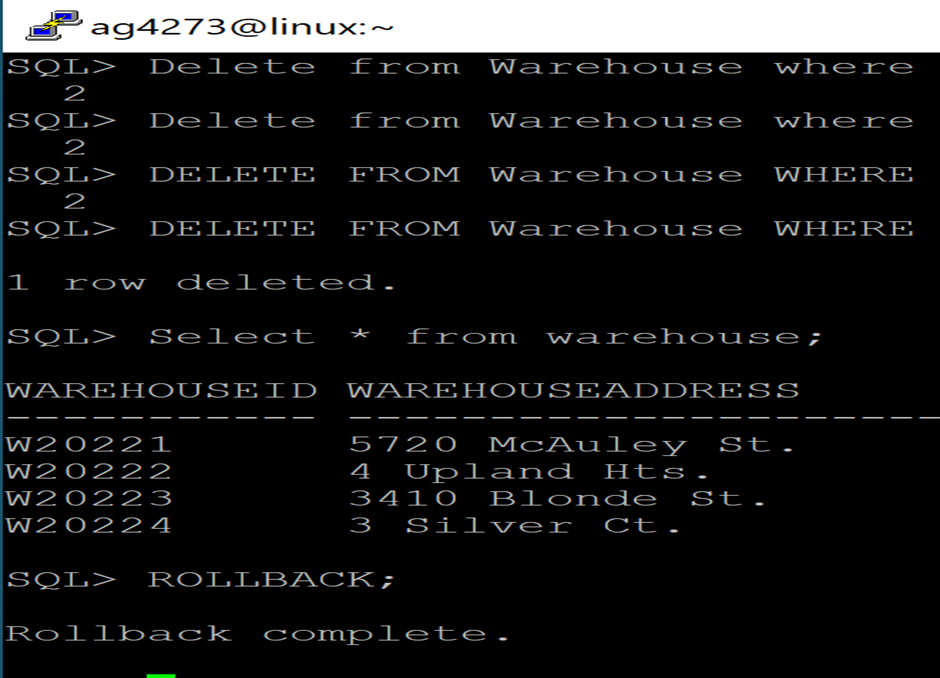 ag4273@linux:~
SQL> Delete from Warehouse where
2
SQL> Delete from Warehouse where
2
SQL> DELETE FROM Warehouse WHERE
2
SQL> DELETE FROM Warehouse WHERE
1 row deleted.
SQL> Select * from warehouse;
WAREHOUSEID WAREHOUSEADDRESS
----------- ---------------------
W20221 5720 McAuley St.
W20222 4 Upland Hts.
W20223 3410 Blonde St.
W20224 3 Silver Ct.
SQL> ROLLBACK;
Rollback complete.